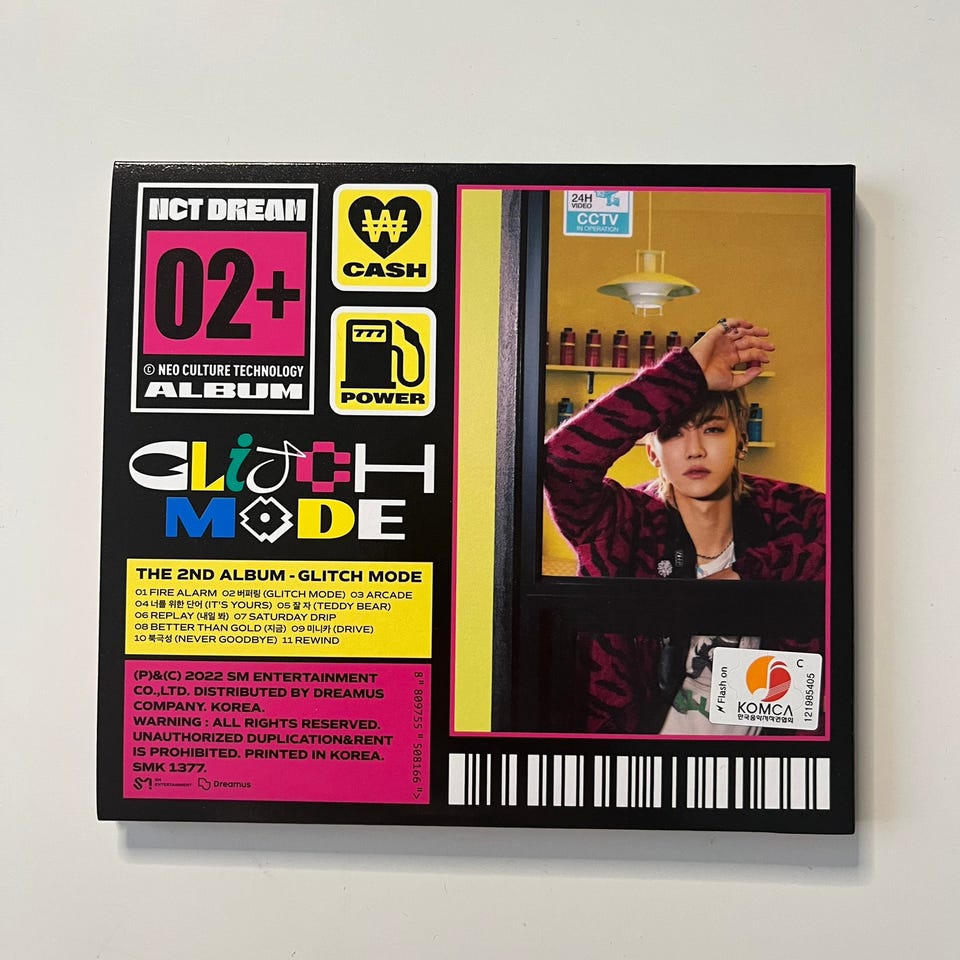 NCT DREAM
02+
© NEO CULTURE TECHNOLOGY
ALBUM
₩
CASH
777
POWER
GLITCH
MODE
THE 2ND ALBUM - GLITCH MODE
01 FIRE ALARM 02 버퍼링 (GLITCH MODE) 03 ARCADE
04 너를 위한 단어 (IT'S YOURS) 05 잘 자 (TEDDY BEAR)
06 REPLAY (내일 봐) 07 SATURDAY DRIP
08 BETTER THAN GOLD (지금) 09 미니카 (DRIVE)
10 북극성 (NEVER GOODBYE) 11 REWIND
(P)&(C) 2022 SM ENTERTAINMENT
CO.,LTD. DISTRIBUTED BY DREAMUS
COMPANY. KOREA.
WARNING : ALL RIGHTS RESERVED.
UNAUTHORIZED DUPLICATION&RENT
IS PROHIBITED. PRINTED IN KOREA.
SMK 1377.
SM ENTERTAINMENT
Dreamus
8 "809755 "508166 ">
24H
VIDEO
CCTV
IN OPERATION
Flash on
KOMCA
한국음악저작권협회
C
121985405